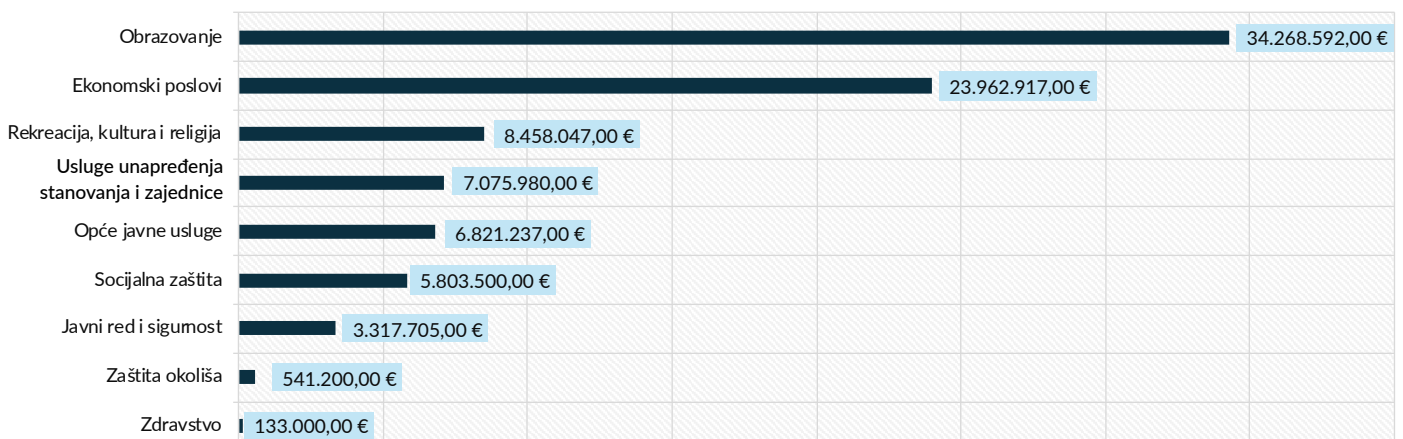 Obrazovanje 34.268.592,00 €
Ekonomski poslovi 23.962.917,00 €
Rekreacija, kultura i religija 8.458.047,00 €
Usluge unapređenja
stanovanja i zajednice 7.075.980,00 €
Opće javne usluge 6.821.237,00 €
Socijalna zaštita 5.803.500,00 €
Javni red i sigurnost 3.317.705,00 €
Zaštita okoliša 541.200,00 €
Zdravstvo 133.000,00 €